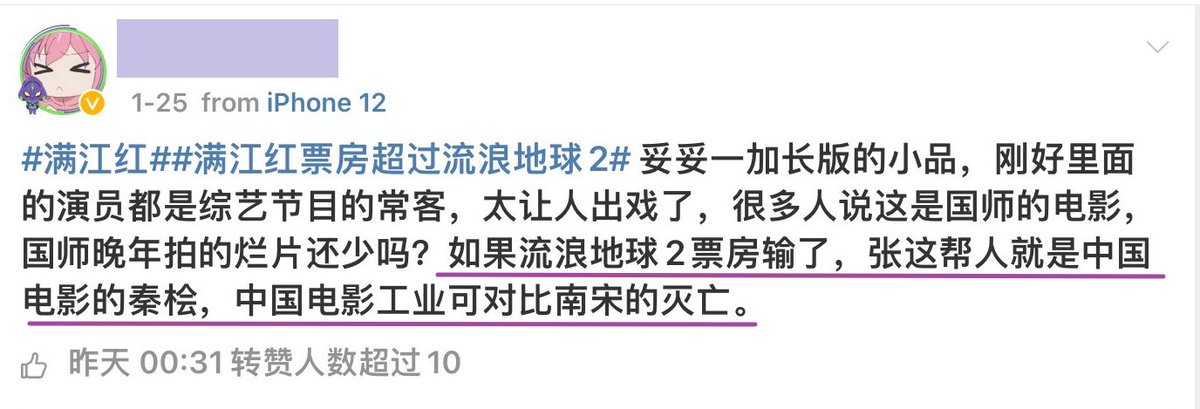 1-25 from iPhone 12
#满江红##满江红票房超过流浪地球2# 妥妥一加长版的小品，刚好里面
的演员都是综艺节目的常客，太让人出戏了，很多人说这是国师的电影，
国师晚年拍的烂片还少吗？如果流浪地球2票房输了，张这帮人就是中国
电影的秦桧，中国电影工业可对比南宋的灭亡。
昨天 00:31 转赞人数超过10